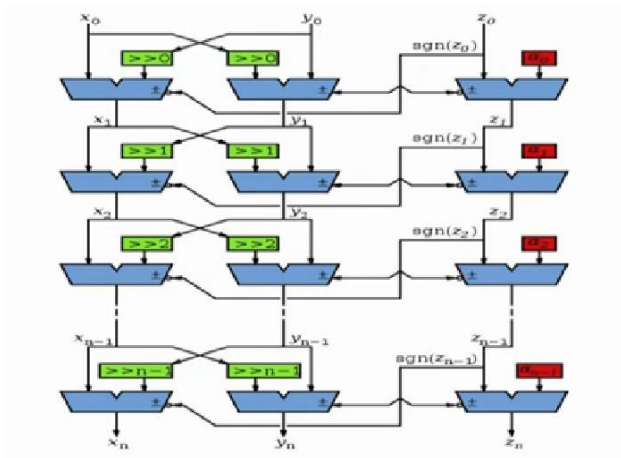 x₀ y₀ z₀
sgn(z₀)
>>0 >>0 α₀
± ± ±
x₁ y₁ z₁
sgn(z₁)
>>1 >>1 α₁
± ± ±
x₂ y₂ z₂
sgn(z₂)
>>2 >>2 α₂
± ± ±
xₙ₋₁ yₙ₋₁ zₙ₋₁
sgn(zₙ₋₁)
>>n-1 >>n-1 αₙ₋₁
± ± ±
xₙ yₙ zₙ